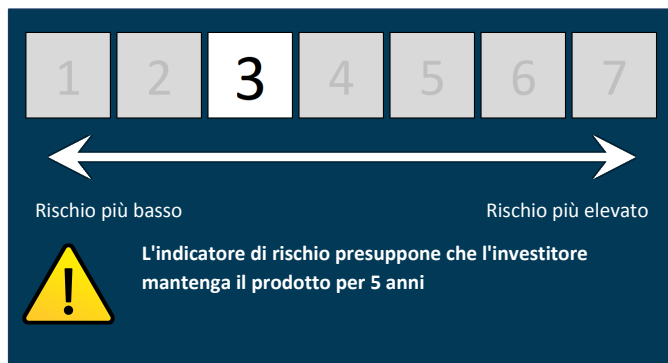 1 2 3 4 5 6 7
Rischio più basso Rischio più elevato
L'indicatore di rischio presuppone che l'investitore
mantenga il prodotto per 5 anni